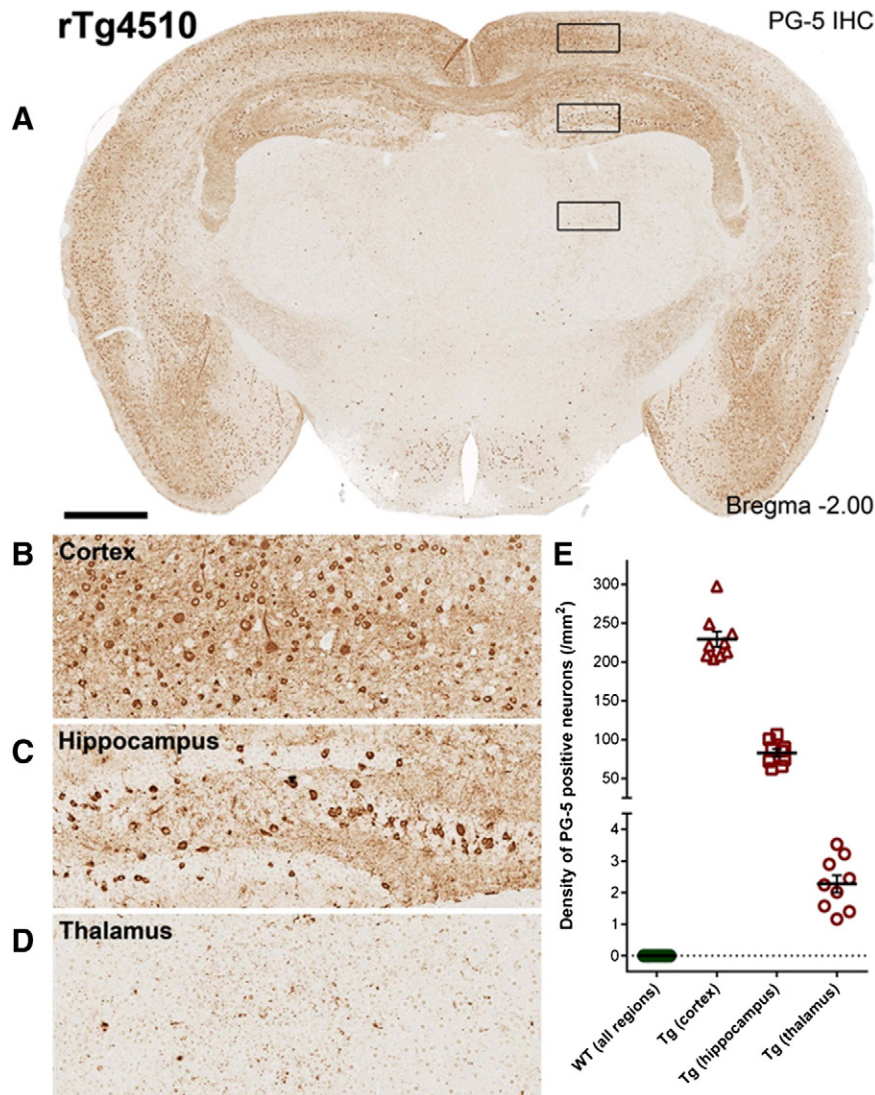 rTg4510
PG-5 IHC
A
Bregma -2.00
B
Cortex
C
Hippocampus
D
Thalamus
E
Density of PG-5 positive neurons (/mm²)
300
250
200
150
100
50
4
3
2
1
0
WT (all regions)
Tg (cortex)
Tg (hippocampus)
Tg (thalamus)